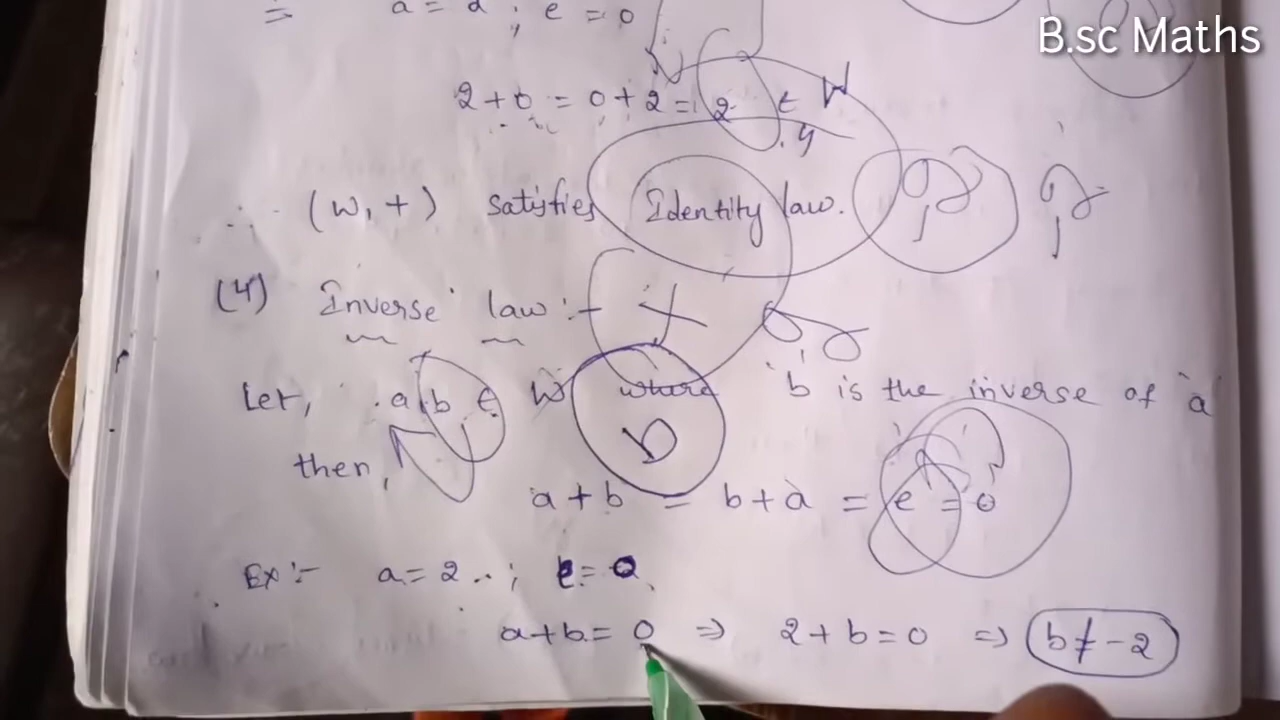 B.sc Maths
= a = 2 ; e = 0
2 + 0 = 0 + 2 = 2 ∈ W
∴ (W, +) satisfies Identity law.
(4) Inverse law :-
Let, a, b ∈ W where 'b' is the inverse of 'a'
then,
a + b = b + a = e = 0
Ex :- a = 2 ; e = 0
a + b = 0 ⇒ 2 + b = 0 ⇒ b ≠ -2